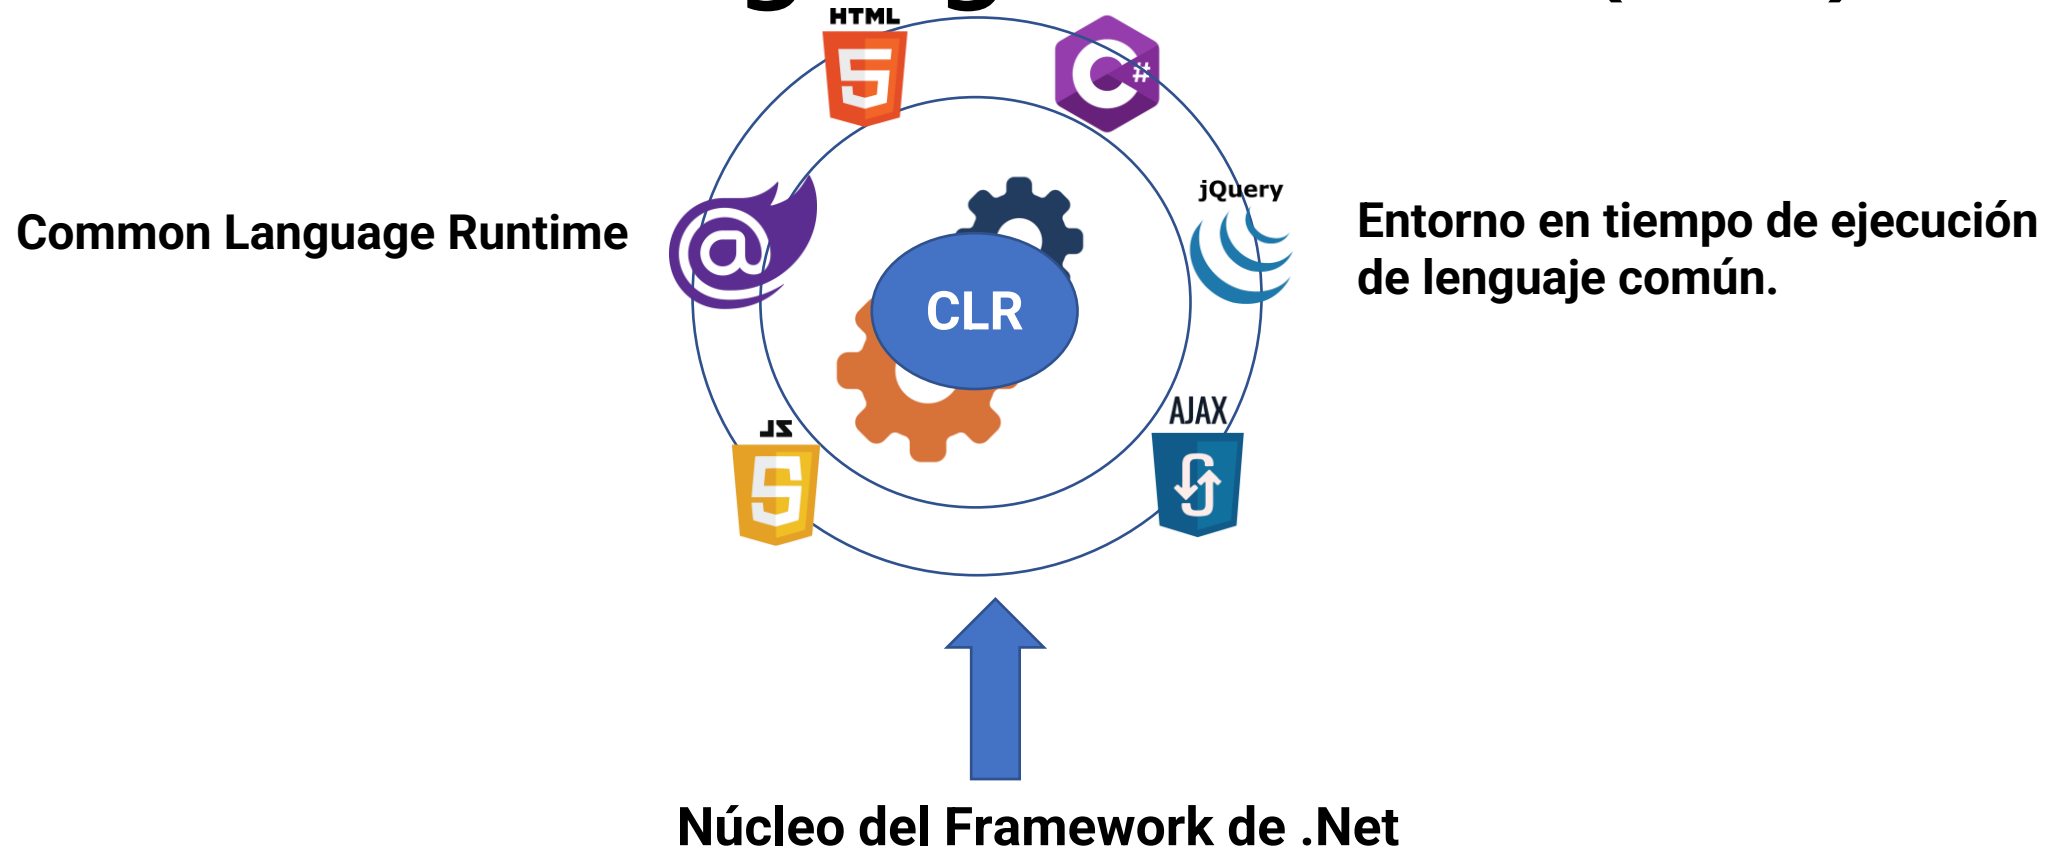 HTML
jQuery
Common Language Runtime
Entorno en tiempo de ejecución
de lenguaje común.
CLR
AJAX
JS
Núcleo del Framework de .Net